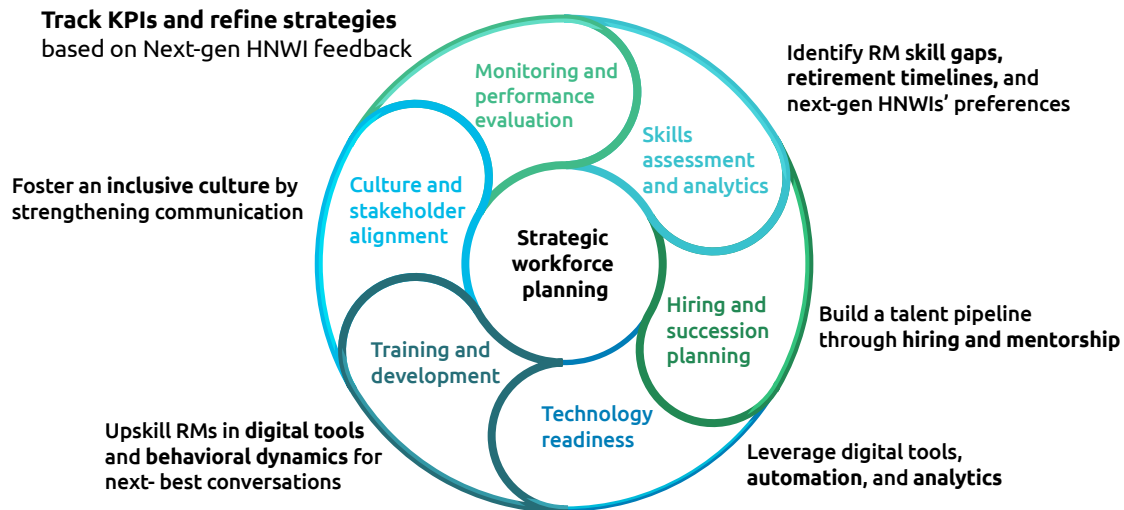 Track KPIs and refine strategies
based on Next-gen HNWI feedback
Monitoring and
performance
evaluation
Identify RM skill gaps,
retirement timelines, and
next-gen HNWIs’ preferences
Skills
assessment
and analytics
Foster an inclusive culture by
strengthening communication
Culture and
stakeholder
alignment
Strategic
workforce
planning
Hiring and
succession
planning
Build a talent pipeline
through hiring and mentorship
Training and
development
Technology
readiness
Upskill RMs in digital tools
and behavioral dynamics for
next- best conversations
Leverage digital tools,
automation, and analytics